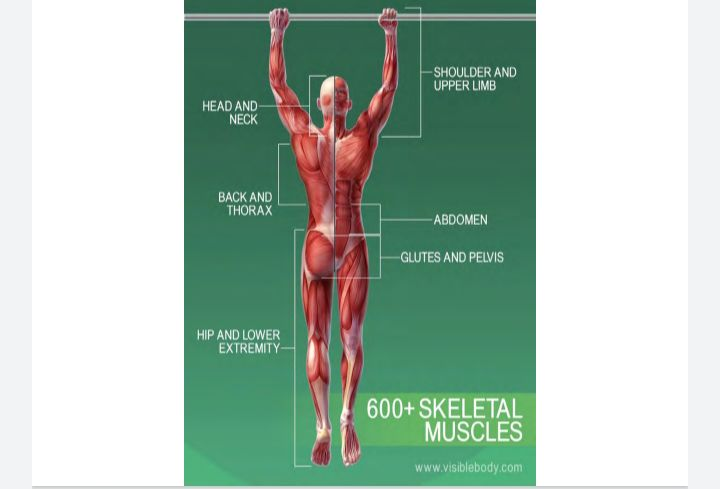 SHOULDER AND
UPPER LIMB
HEAD AND
NECK
BACK AND
THORAX
ABDOMEN
GLUTES AND PELVIS
HIP AND LOWER
EXTREMITY
600+ SKELETAL
MUSCLES
www.visiblebody.com